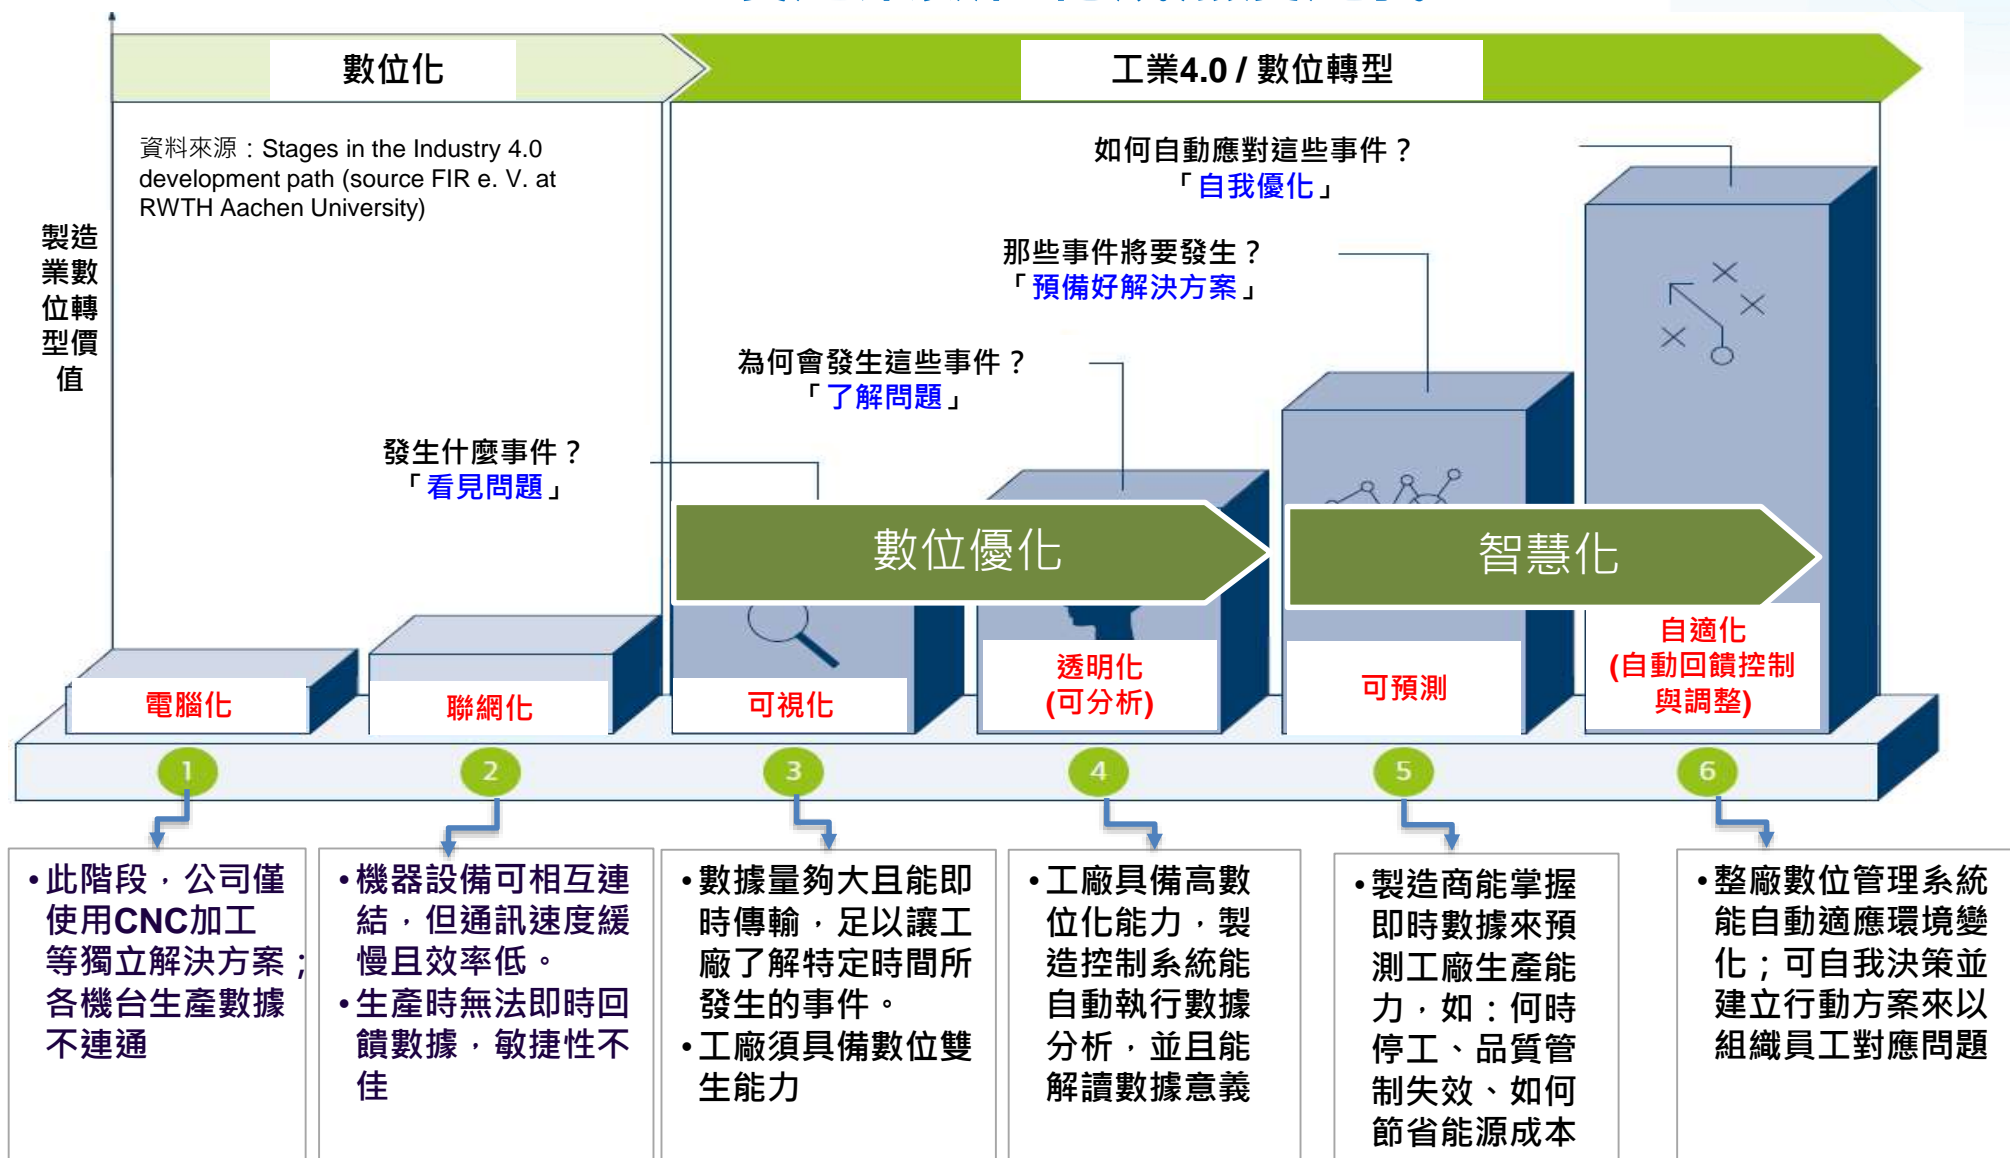 數位化
工業4.0 / 數位轉型
資料來源：Stages in the Industry 4.0
development path (source FIR e. V. at
RWTH Aachen University)
製造
業數
位轉
型價
值
如何自動應對這些事件？
「自我優化」
那些事件將要發生？
「預備好解決方案」
為何會發生這些事件？
「了解問題」
發生什麼事件？
「看見問題」
數位優化
智慧化
電腦化
聯網化
可視化
透明化
(可分析)
可預測
自適化
(自動回饋控制
與調整)
1
2
3
4
5
6
•此階段，公司僅
使用CNC加工
等獨立解決方案；
各機台生產數據
不連通
•機器設備可相互連
結，但通訊速度緩
慢且效率低。
•生產時無法即時回
饋數據，敏捷性不
佳
•數據量夠大且能即
時傳輸，足以讓工
廠了解特定時間所
發生的事件。
•工廠須具備數位雙
生能力
•工廠具備高數
位化能力，製
造控制系統能
自動執行數據
分析，並且能
解讀數據意義
•製造商能掌握
即時數據來預
測工廠生產能
力，如：何時
停工、品質管
制失效、如何
節省能源成本
•整廠數位管理系統
能自動適應環境變
化；可自我決策並
建立行動方案來以
組織員工對應問題